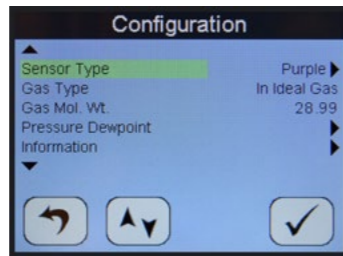 Configuration
Sensor Type Purple
Gas Type In Ideal Gas
Gas Mol. Wt. 28.99
Pressure Dewpoint
Information